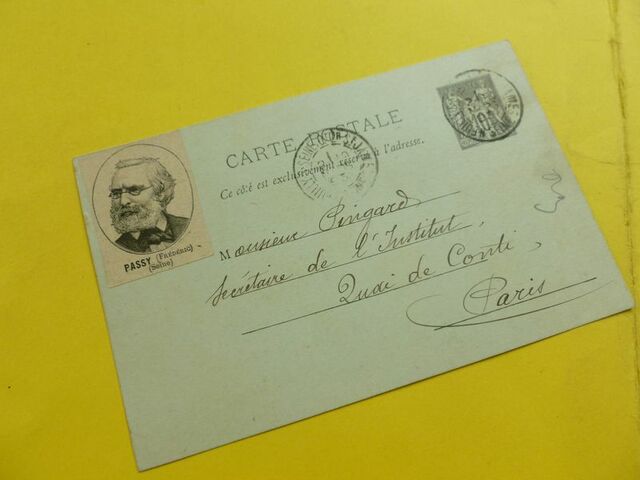 CARTE POSTALE
Ce côté est exclusivement réservé à l'adresse.
Monsieur Pingard
Secrétaire de l'Institut
Quai de Conti
Paris
PASSY (FRÉDÉRIC)
(Seine)